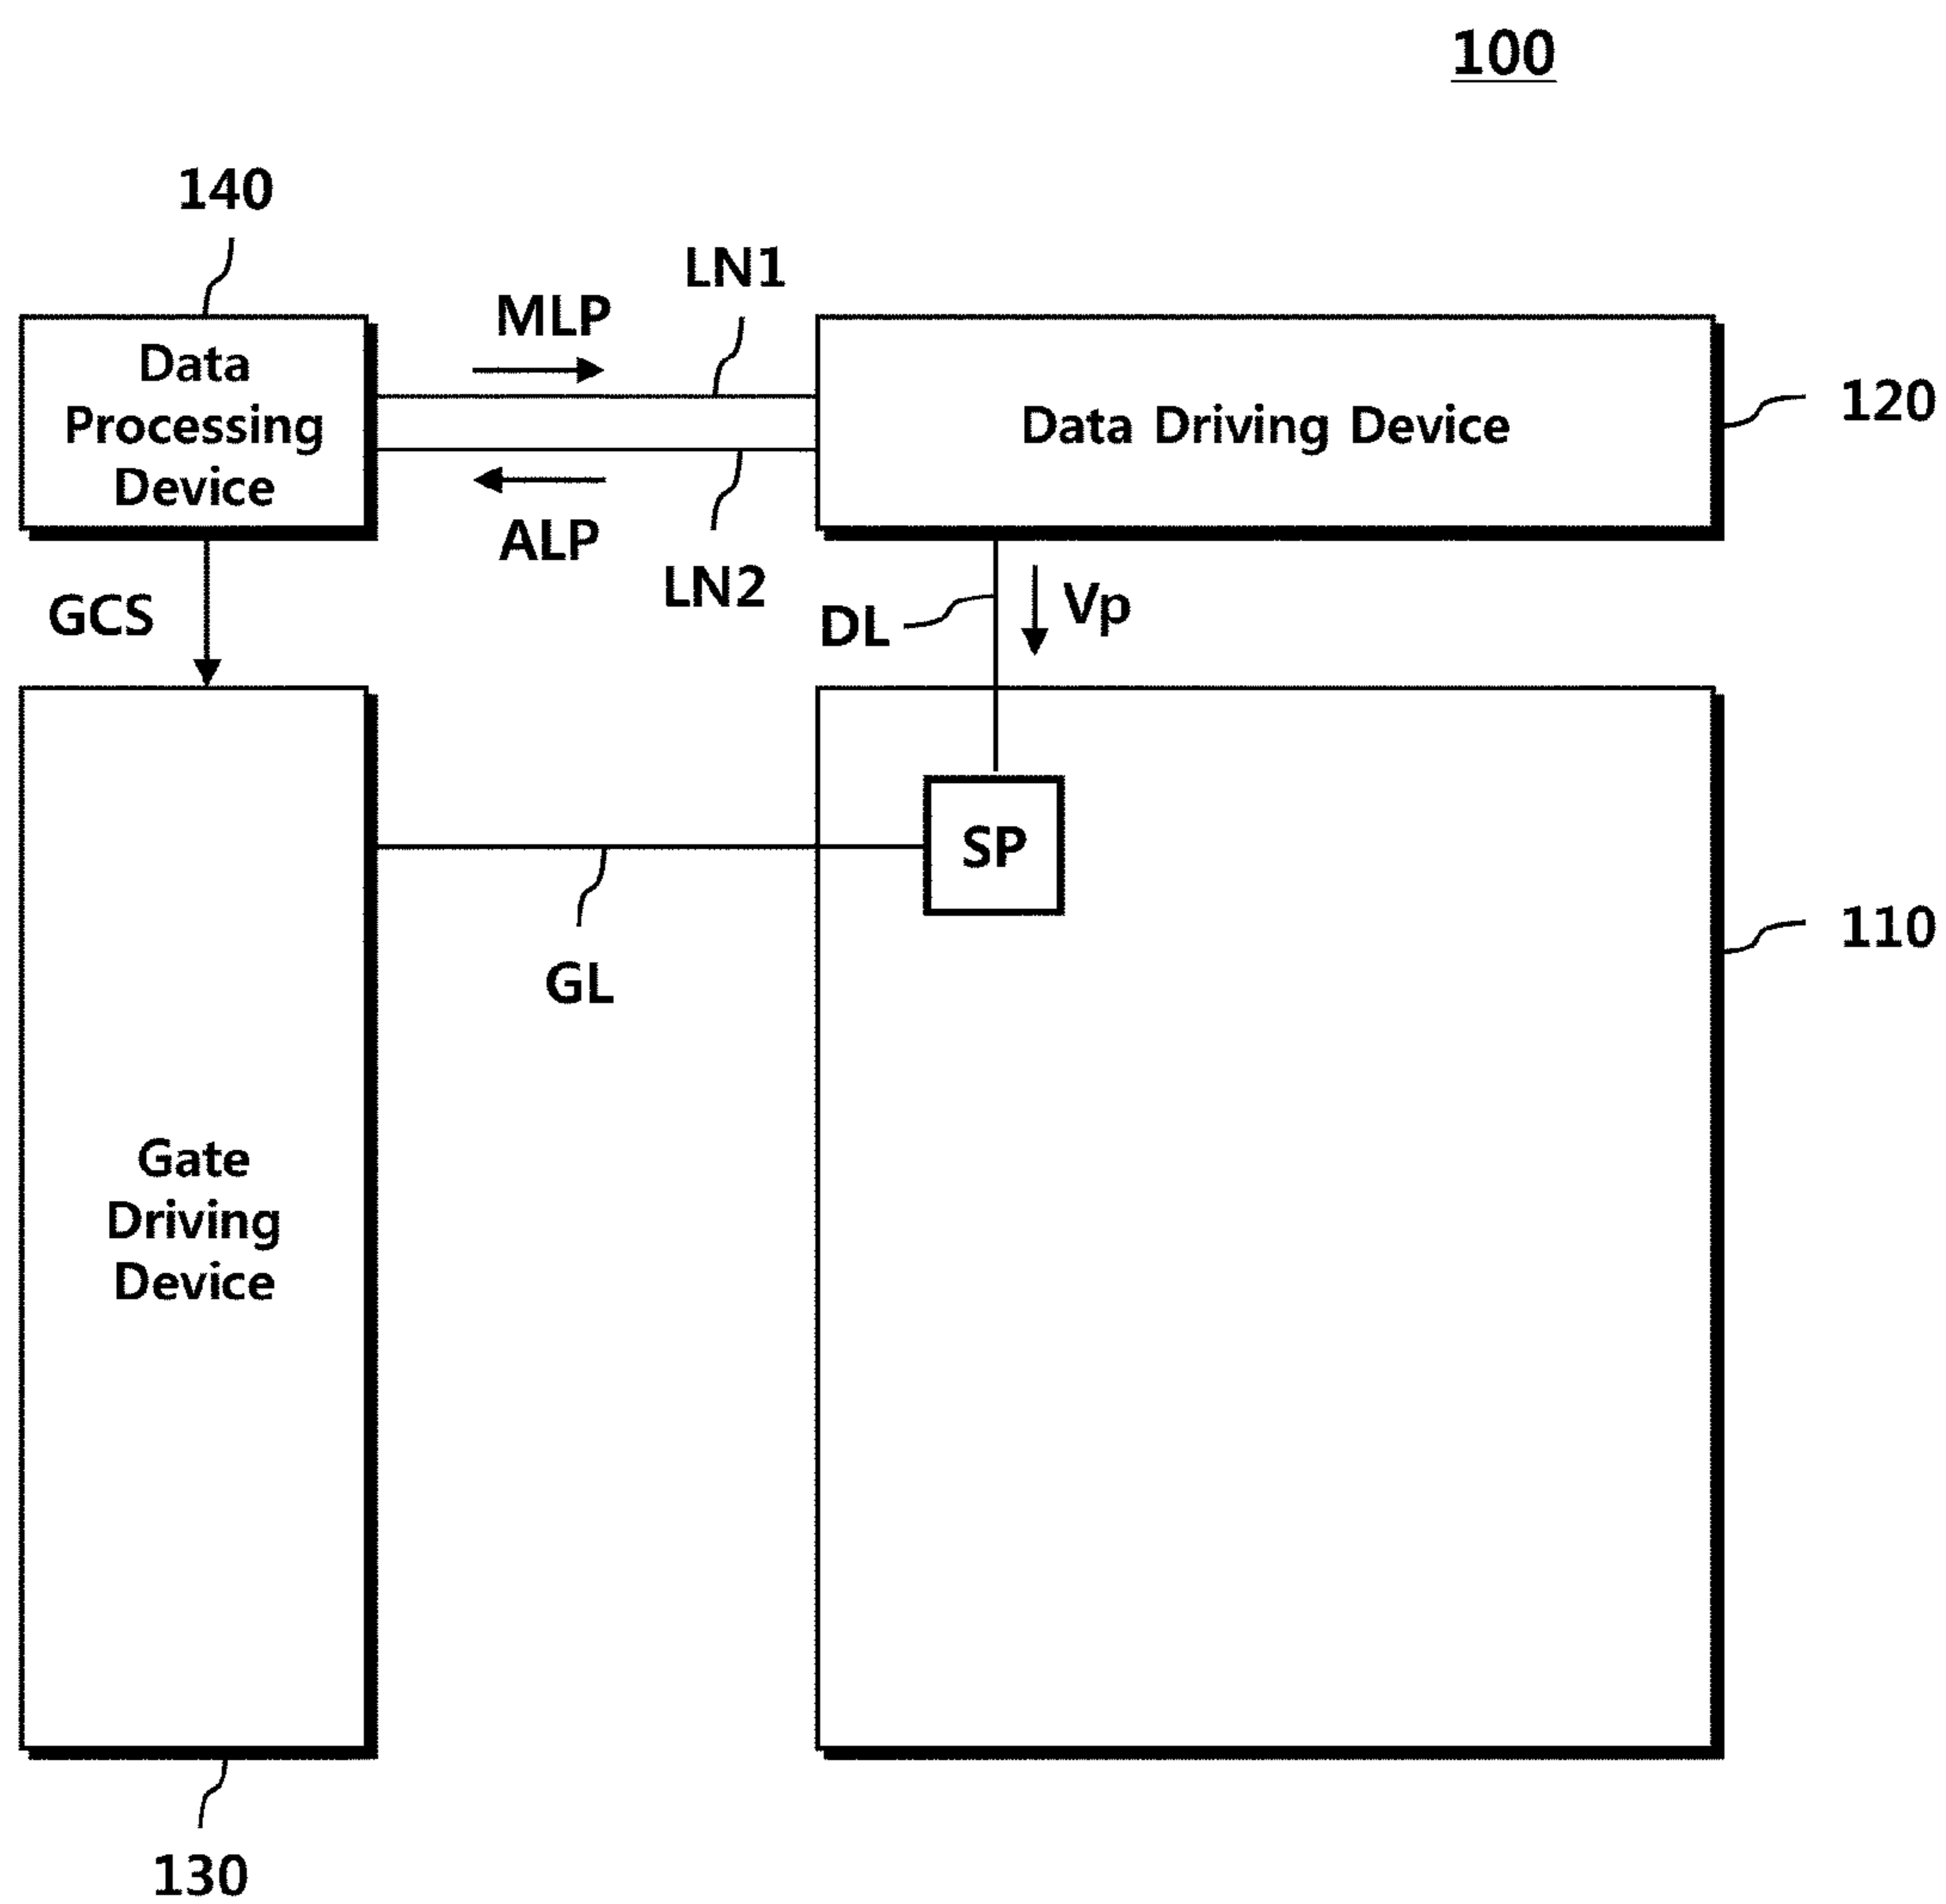 100
140
LN1
MLP
Data
Processing
Device
Data Driving Device
120
ALP
LN2
GCS
DL
Vp
SP
110
GL
Gate
Driving
Device
130